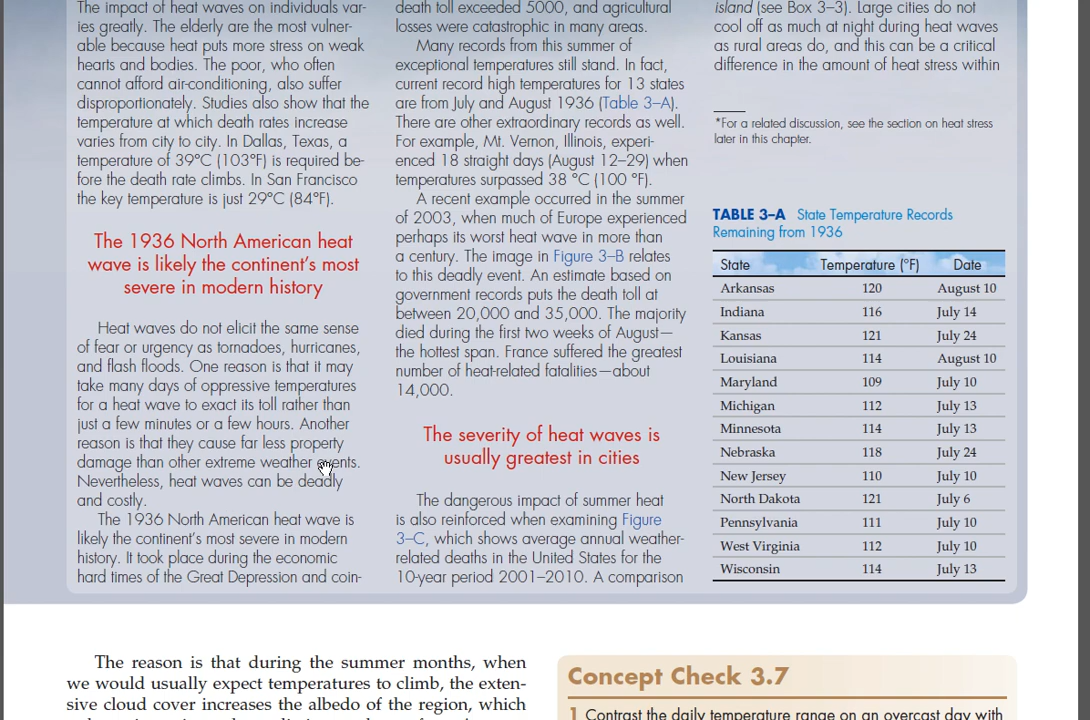 The impact of heat waves on individuals var-
ies greatly. The elderly are the most vulner-
able because heat puts more stress on weak
hearts and bodies. The poor, who often
cannot afford air-conditioning, also suffer
disproportionately. Studies also show that the
temperature at which death rates increase
varies from city to city. In Dallas, Texas, a
temperature of 39°C (103°F) is required be-
fore the death rate climbs. In San Francisco
the key temperature is just 29°C (84°F).
The 1936 North American heat
wave is likely the continent's most
severe in modern history
Heat waves do not elicit the same sense
of fear or urgency as tornadoes, hurricanes,
and flash floods. One reason is that it may
take many days of oppressive temperatures
for a heat wave to exact its toll rather than
just a few minutes or a few hours. Another
reason is that they cause far less property
damage than other extreme weather events.
Nevertheless, heat waves can be deadly
and costly.
The 1936 North American heat wave is
likely the continent's most severe in modern
history. It took place during the economic
hard times of the Great Depression and coin-
death toll exceeded 5000, and agricultural
losses were catastrophic in many areas.
Many records from this summer of
exceptional temperatures still stand. In fact,
current record high temperatures for 13 states
are from July and August 1936 (Table 3–A).
There are other extraordinary records as well.
For example, Mt. Vernon, Illinois, experi-
enced 18 straight days (August 12–29) when
temperatures surpassed 38 °C (100 °F).
A recent example occurred in the summer
of 2003, when much of Europe experienced
perhaps its worst heat wave in more than
a century. The image in Figure 3–B relates
to this deadly event. An estimate based on
government records puts the death toll at
between 20,000 and 35,000. The majority
died during the first two weeks of August—
the hottest span. France suffered the greatest
number of heat-related fatalities—about
14,000.
The severity of heat waves is
usually greatest in cities
The dangerous impact of summer heat
is also reinforced when examining Figure
3–C, which shows average annual weather-
related deaths in the United States for the
10-year period 2001–2010. A comparison
island (see Box 3–3). Large cities do not
cool off as much at night during heat waves
as rural areas do, and this can be a critical
difference in the amount of heat stress within
*For a related discussion, see the section on heat stress
later in this chapter.
TABLE 3–A State Temperature Records
Remaining from 1936
State Temperature (°F) Date
Arkansas 120 August 10
Indiana 116 July 14
Kansas 121 July 24
Louisiana 114 August 10
Maryland 109 July 10
Michigan 112 July 13
Minnesota 114 July 13
Nebraska 118 July 24
New Jersey 110 July 10
North Dakota 121 July 6
Pennsylvania 111 July 10
West Virginia 112 July 10
Wisconsin 114 July 13
The reason is that during the summer months, when
we would usually expect temperatures to climb, the exten-
sive cloud cover increases the albedo of the region, which
Concept Check 3.7
1 Contrast the daily temperature range on an overcast day with